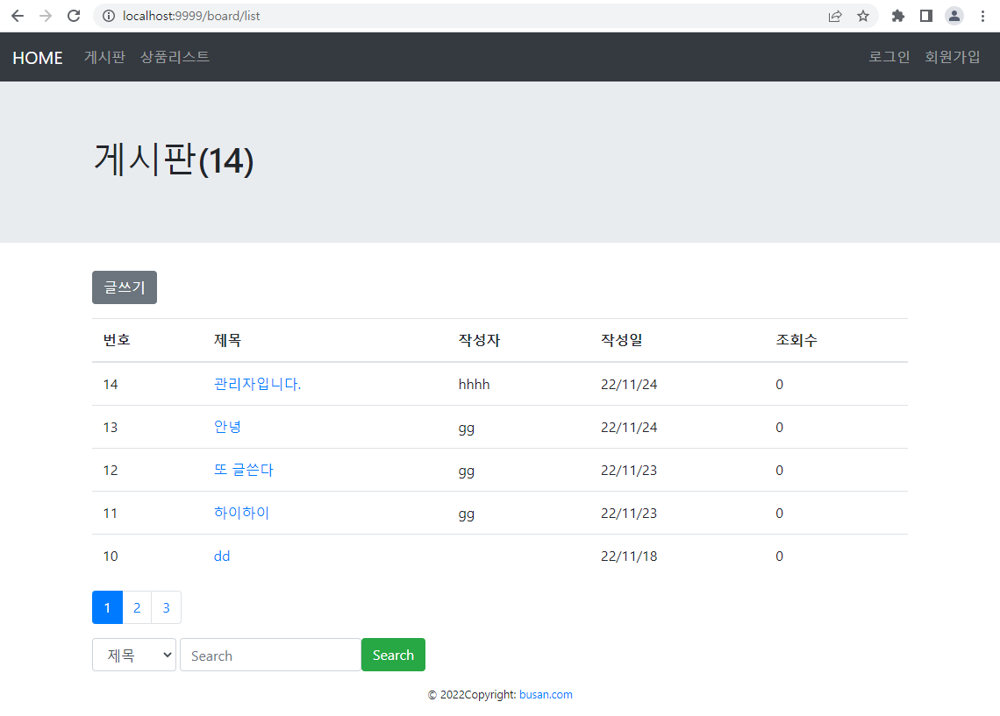 localhost:9999/board/list
HOME 게시판 상품리스트 로그인 회원가입
게시판(14)
글쓰기
번호 제목 작성자 작성일 조회수
14 관리자입니다. hhhh 22/11/24 0
13 안녕 gg 22/11/24 0
12 또 글쓴다 gg 22/11/23 0
11 하이하이 gg 22/11/23 0
10 dd 22/11/18 0
1 2 3
제목 Search Search
© 2022Copyright: busan.com